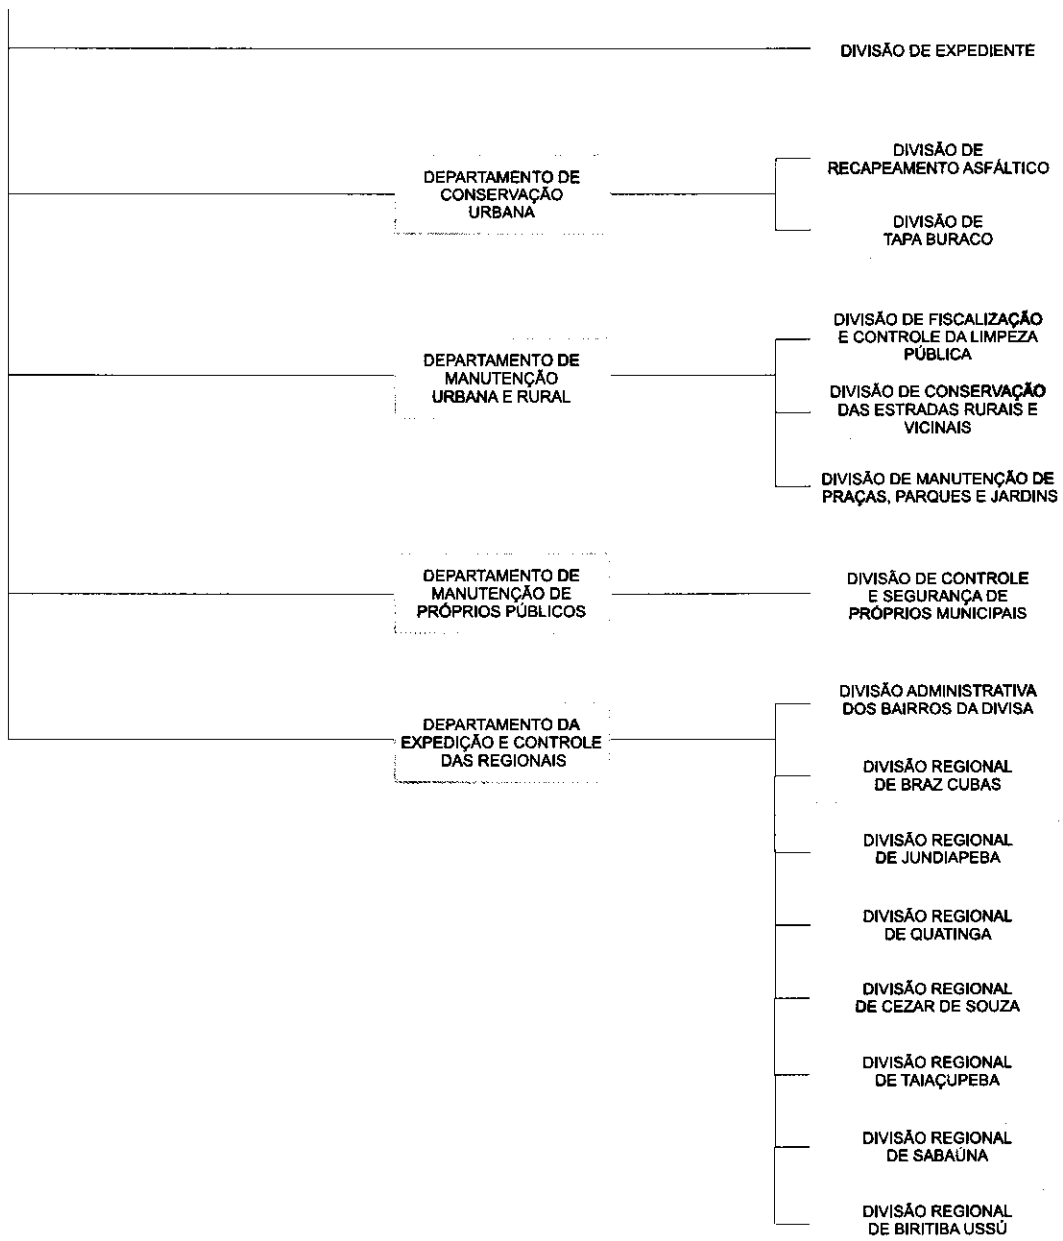 DIVISÃO DE EXPEDIENTE
DEPARTAMENTO DE
CONSERVAÇÃO
URBANA
DIVISÃO DE
RECAPEAMENTO ASFÁLTICO
DIVISÃO DE
TAPA BURACO
DEPARTAMENTO DE
MANUTENÇÃO
URBANA E RURAL
DIVISÃO DE FISCALIZAÇÃO
E CONTROLE DA LIMPEZA
PÚBLICA
DIVISÃO DE CONSERVAÇÃO
DAS ESTRADAS RURAIS E
VICINAIS
DIVISÃO DE MANUTENÇÃO DE
PRAÇAS, PARQUES E JARDINS
DEPARTAMENTO DE
MANUTENÇÃO DE
PRÓPRIOS PÚBLICOS
DIVISÃO DE CONTROLE
E SEGURANÇA DE
PRÓPRIOS MUNICIPAIS
DEPARTAMENTO DA
EXPEDIÇÃO E CONTROLE
DAS REGIONAIS
DIVISÃO ADMINISTRATIVA
DOS BAIRROS DA DIVISA
DIVISÃO REGIONAL
DE BRAZ CUBAS
DIVISÃO REGIONAL
DE JUNDIAPEBA
DIVISÃO REGIONAL
DE QUATINGA
DIVISÃO REGIONAL
DE CEZAR DE SOUZA
DIVISÃO REGIONAL
DE TAIAÇUPEBA
DIVISÃO REGIONAL
DE SABAÚNA
DIVISÃO REGIONAL
DE BIRITIBA USSÚ